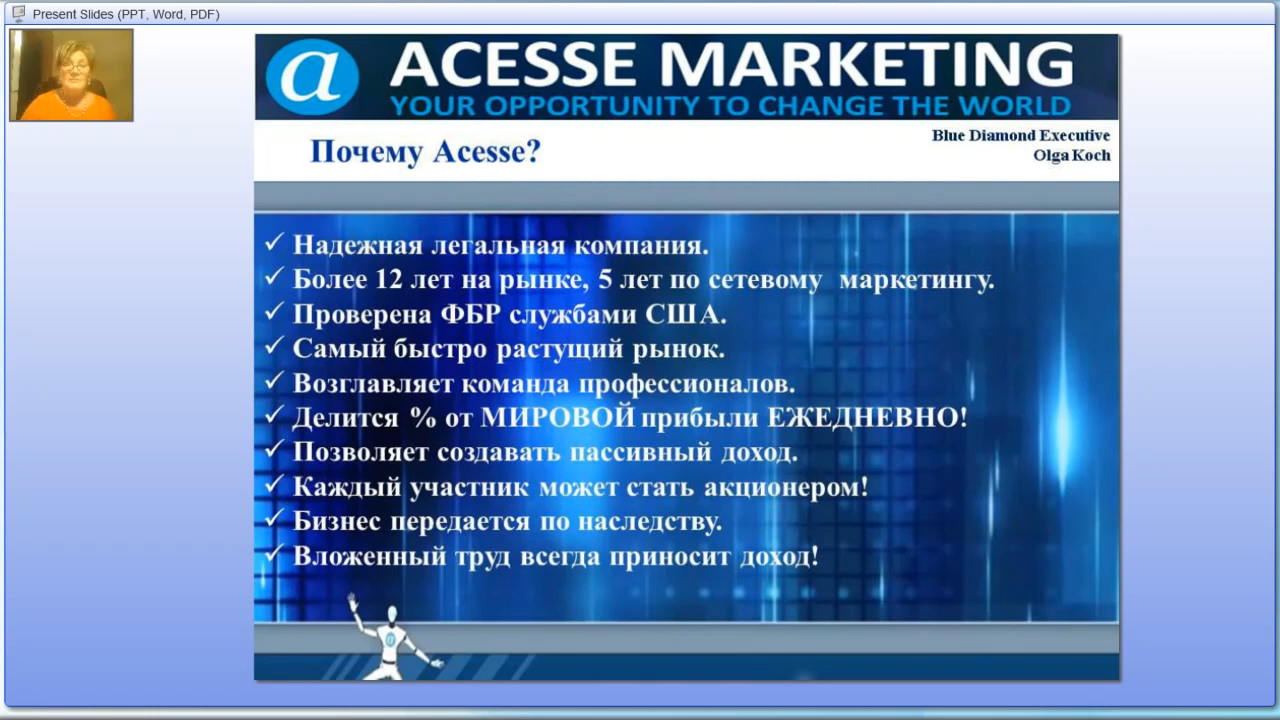 Present Slides (PPT, Word, PDF)
a ACESSE MARKETING
YOUR OPPORTUNITY TO CHANGE THE WORLD
Почему Acesse?
Blue Diamond Executive
Olga Koch
✓ Надежная легальная компания.
✓ Более 12 лет на рынке, 5 лет по сетевому маркетингу.
✓ Проверена ФБР службами США.
✓ Самый быстро растущий рынок.
✓ Возглавляет команда профессионалов.
✓ Делится % от МИРОВОЙ прибыли ЕЖЕДНЕВНО!
✓ Позволяет создавать пассивный доход.
✓ Каждый участник может стать акционером!
✓ Бизнес передается по наследству.
✓ Вложенный труд всегда приносит доход!